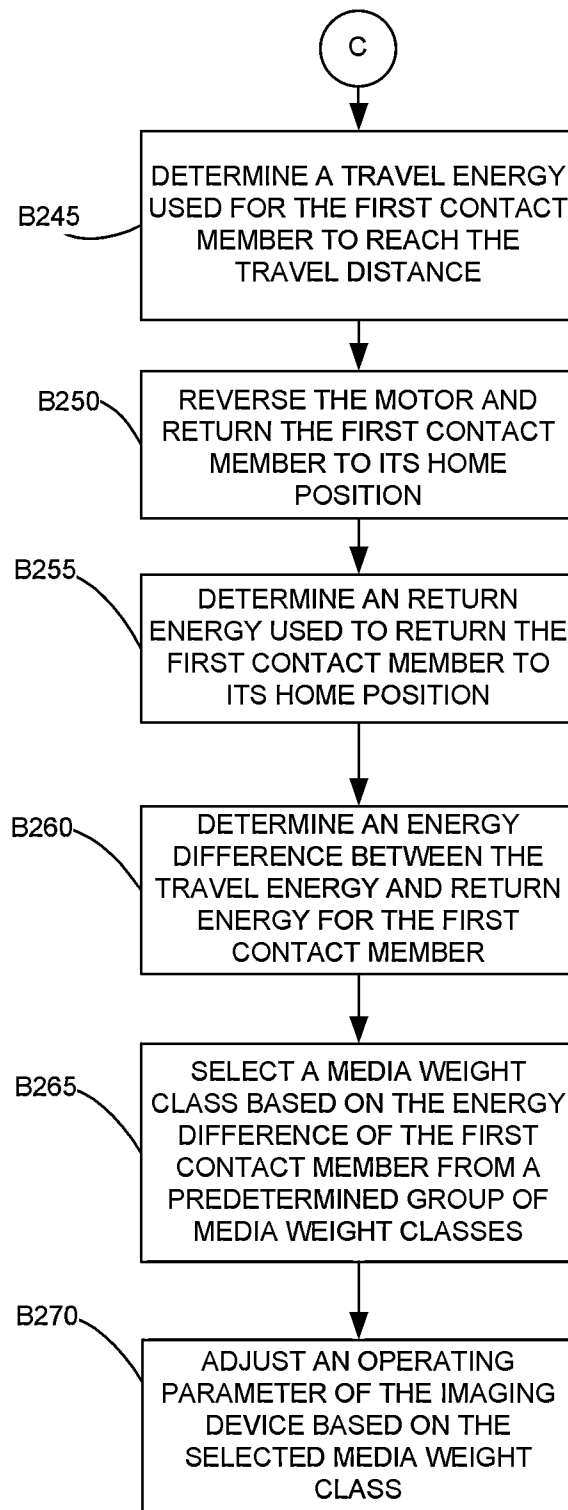 C
B245
DETERMINE A TRAVEL ENERGY
USED FOR THE FIRST CONTACT
MEMBER TO REACH THE
TRAVEL DISTANCE
B250
REVERSE THE MOTOR AND
RETURN THE FIRST CONTACT
MEMBER TO ITS HOME
POSITION
B255
DETERMINE AN RETURN
ENERGY USED TO RETURN THE
FIRST CONTACT MEMBER TO
ITS HOME POSITION
B260
DETERMINE AN ENERGY
DIFFERENCE BETWEEN THE
TRAVEL ENERGY AND RETURN
ENERGY FOR THE FIRST
CONTACT MEMBER
B265
SELECT A MEDIA WEIGHT
CLASS BASED ON THE ENERGY
DIFFERENCE OF THE FIRST
CONTACT MEMBER FROM A
PREDETERMINED GROUP OF
MEDIA WEIGHT CLASSES
B270
ADJUST AN OPERATING
PARAMETER OF THE IMAGING
DEVICE BASED ON THE
SELECTED MEDIA WEIGHT
CLASS